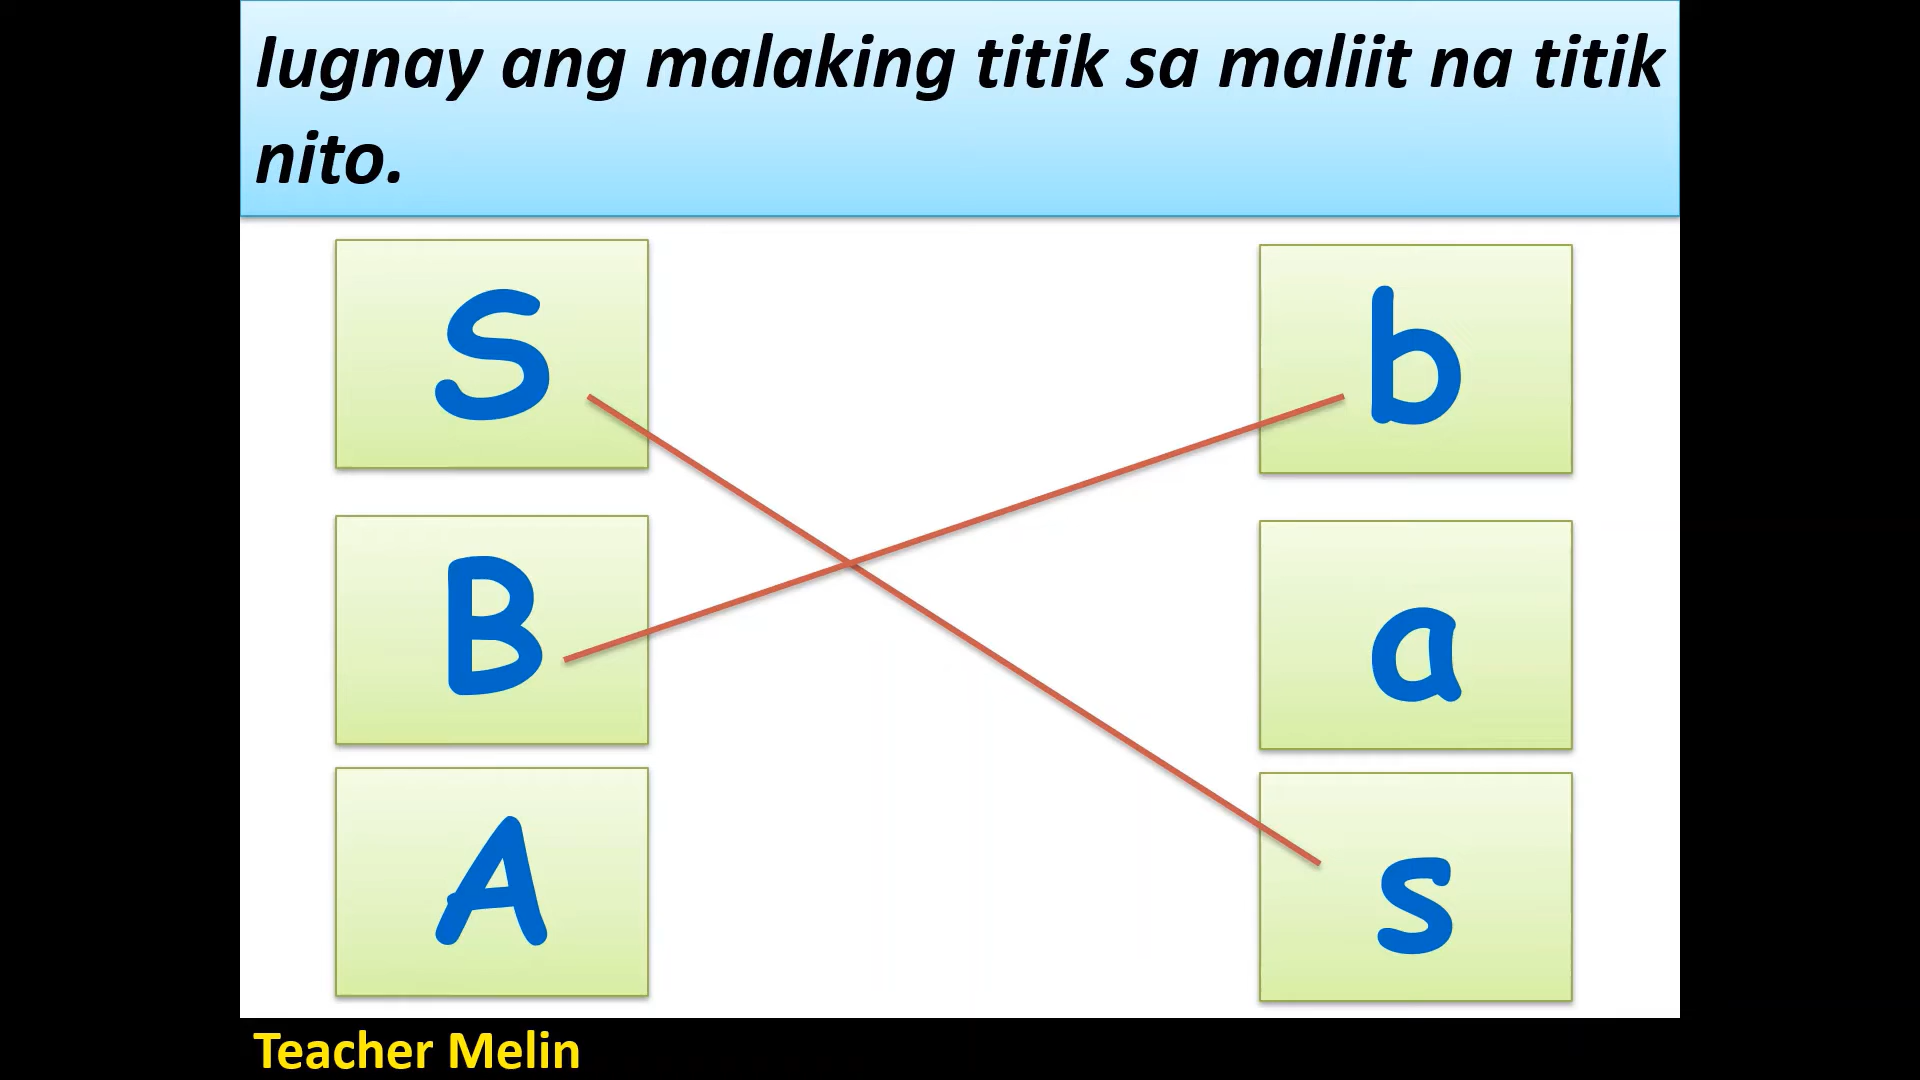 Iugnay ang malaking titik sa maliit na titik
nito.
S
b
B
a
A
s
Teacher Melin